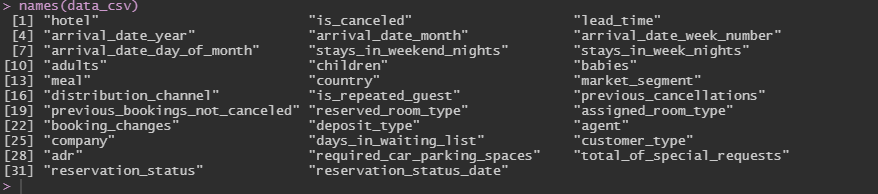 > names(data_csv)
[1] "hotel" "is_canceled" "lead_time"
[4] "arrival_date_year" "arrival_date_month" "arrival_date_week_number"
[7] "arrival_date_day_of_month" "stays_in_weekend_nights" "stays_in_week_nights"
[10] "adults" "children" "babies"
[13] "meal" "country" "market_segment"
[16] "distribution_channel" "is_repeated_guest" "previous_cancellations"
[19] "previous_bookings_not_canceled" "reserved_room_type" "assigned_room_type"
[22] "booking_changes" "deposit_type" "agent"
[25] "company" "days_in_waiting_list" "customer_type"
[28] "adr" "required_car_parking_spaces" "total_of_special_requests"
[31] "reservation_status" "reservation_status_date"
>